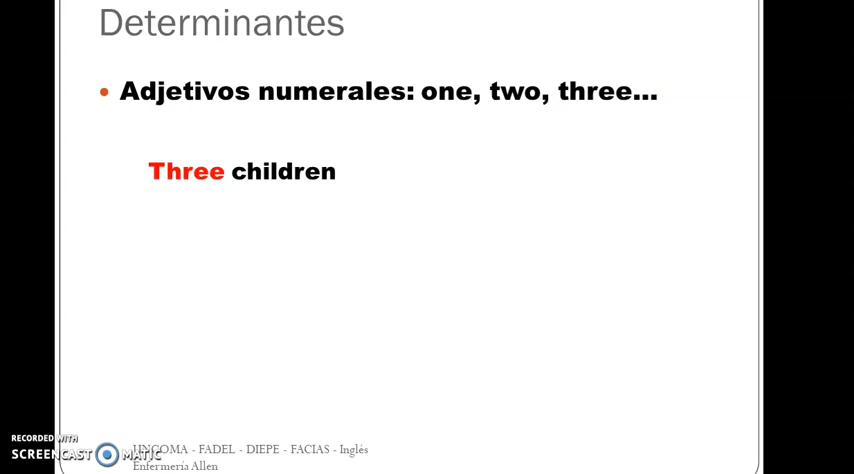 Determinantes
• Adjetivos numerales: one, two, three...
Three children
RECORDED WITH
SCREENCAST MATIC
UNCOMA - FADEL - DIEPE - FACIAS - Inglés
Enfermería Allen